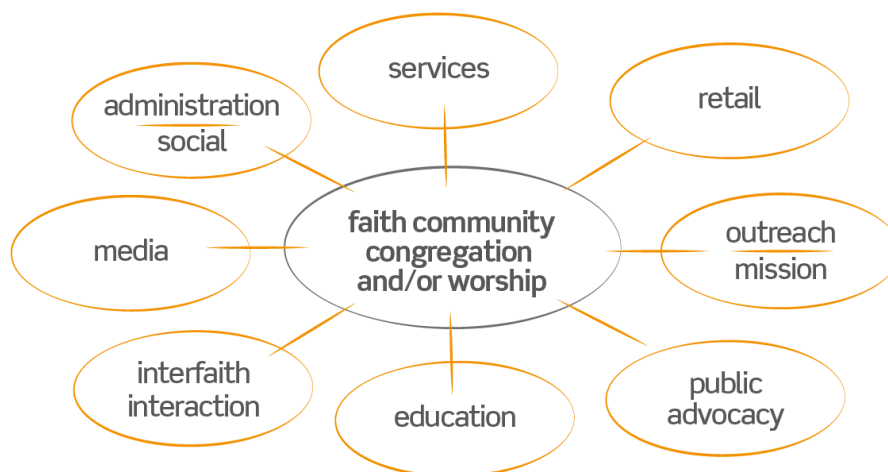 services
administration
social
retail
faith community
congregation
and/or worship
media
outreach
mission
interfaith
interaction
education
public
advocacy